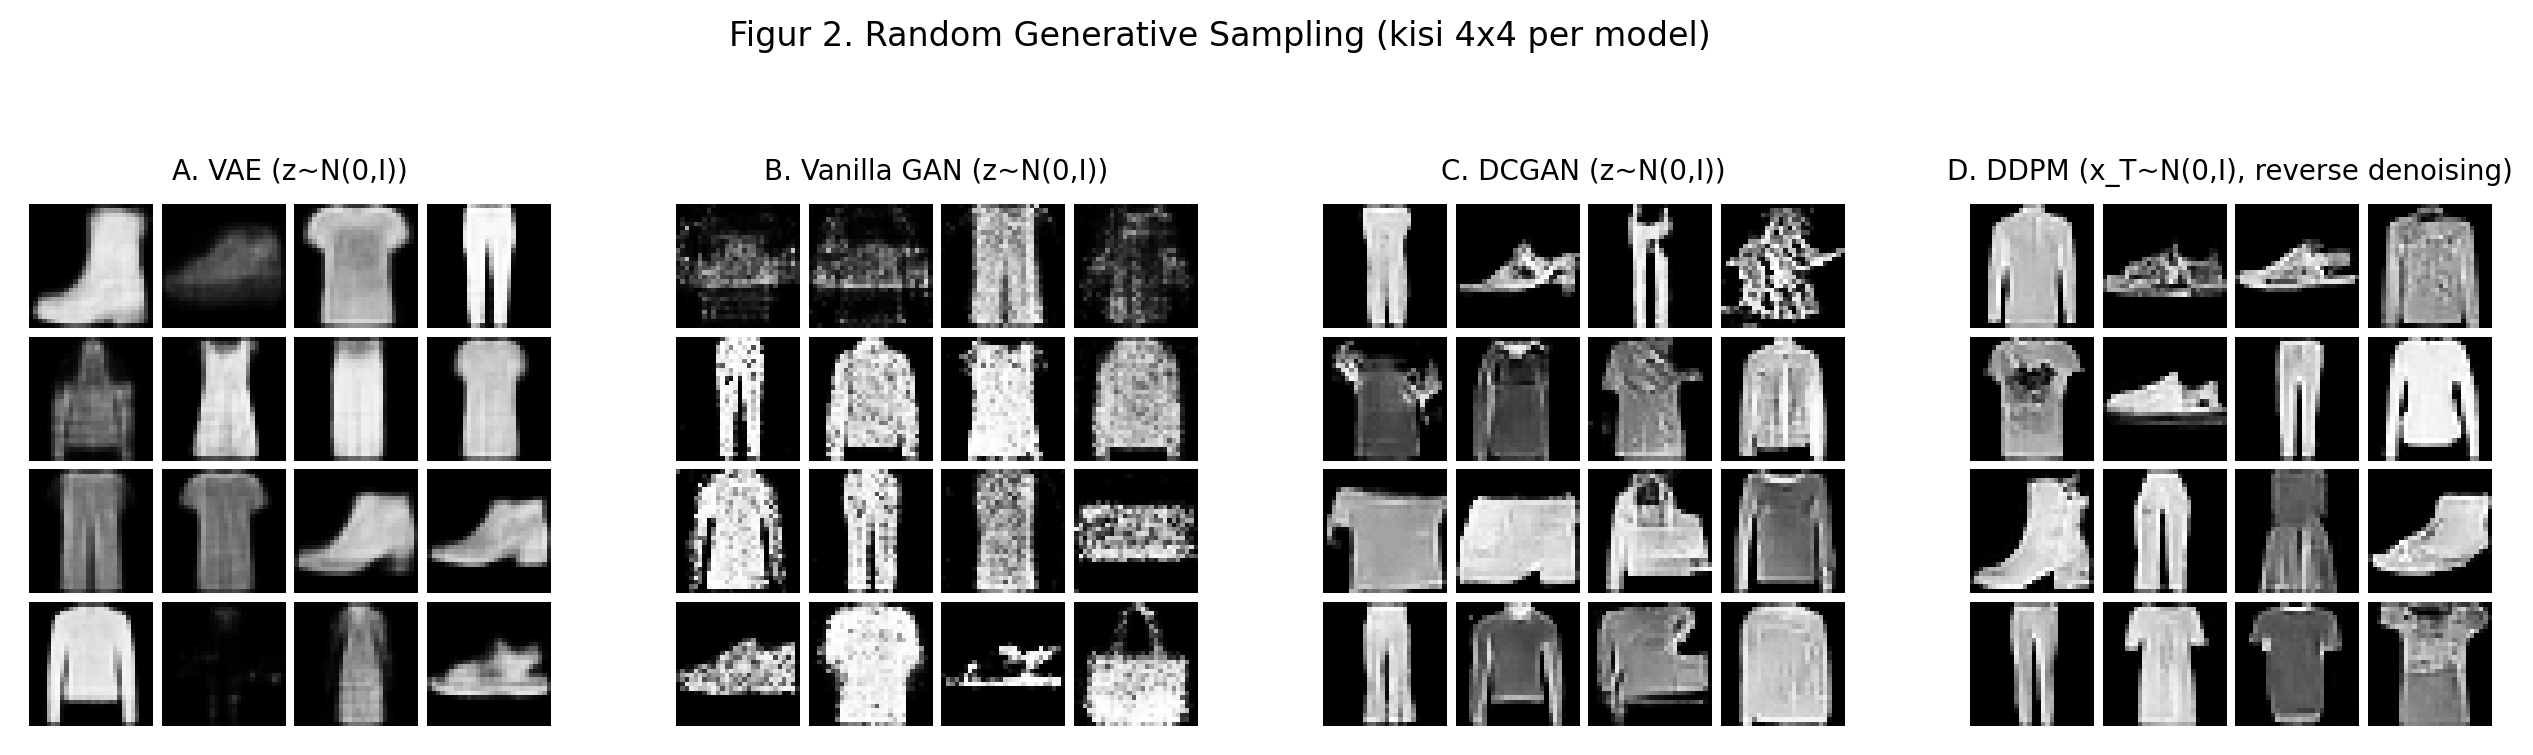 Figur 2. Random Generative Sampling (kisi 4x4 per model)
A. VAE (z~N(0,I))
B. Vanilla GAN (z~N(0,I))
C. DCGAN (z~N(0,I))
D. DDPM (x_T~N(0,I), reverse denoising)